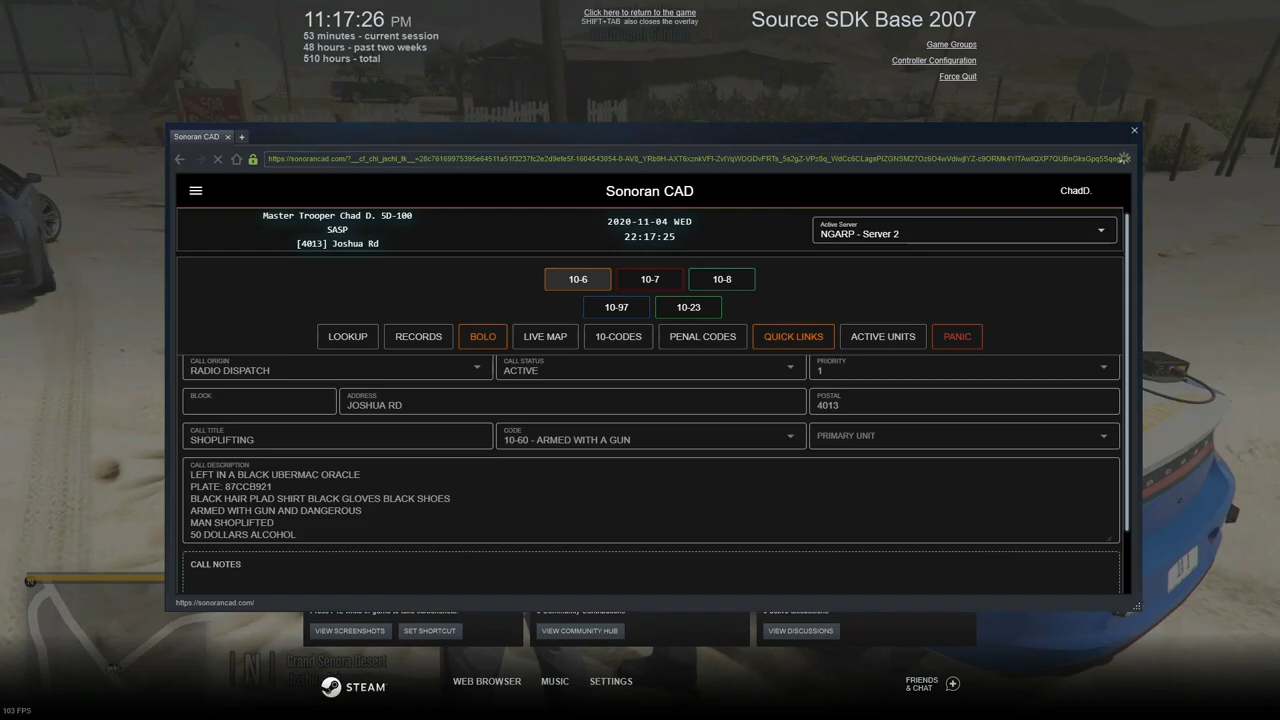 11:17:26 PM
53 minutes - current session
48 hours - past two weeks
510 hours - total
Click here to return to the game
SHIFT+TAB also closes the overlay
Source SDK Base 2007
Game Groups
Controller Configuration
Force Quit
Sonoran CAD
Sonoran CAD
ChadD.
Master Trooper Chad D. 5D-100
SASP
[4013] Joshua Rd
2020-11-04 WED
22:17:25
Active Server
NGARP - Server 2
10-6
10-7
10-8
10-97
10-23
LOOKUP
RECORDS
BOLO
LIVE MAP
10-CODES
PENAL CODES
QUICK LINKS
ACTIVE UNITS
PANIC
CALL ORIGIN
RADIO DISPATCH
CALL STATUS
ACTIVE
PRIORITY
1
BLOCK
ADDRESS
JOSHUA RD
POSTAL
4013
CALL TITLE
SHOPLIFTING
CODE
10-60 - ARMED WITH A GUN
PRIMARY UNIT
CALL DESCRIPTION
LEFT IN A BLACK UBERMAC ORACLE
PLATE: 87CCB921
BLACK HAIR PLAD SHIRT BLACK GLOVES BLACK SHOES
ARMED WITH GUN AND DANGEROUS
MAN SHOPLIFTED
50 DOLLARS ALCOHOL
CALL NOTES
https://sonorancad.com/
VIEW SCREENSHOTS
SET SHORTCUT
VIEW COMMUNITY HUB
VIEW DISCUSSIONS
N
Grand Senora Desert
STEAM
WEB BROWSER
MUSIC
SETTINGS
FRIENDS
& CHAT
103 FPS